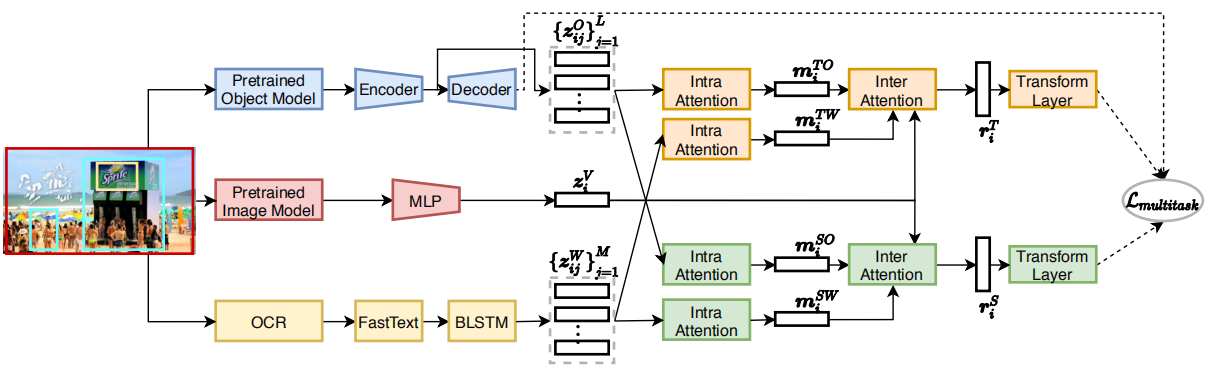 Pretrained
Object Model
Encoder
Decoder
{z_{ij}^{O}}_{j=1}^{L}
Intra
Attention
m_i^{TO}
Inter
Attention
r_i^T
Transform
Layer
Intra
Attention
m_i^{TW}
Sprite
Pretrained
Image Model
MLP
z_i^V
L_{multitask}
{z_{ij}^{W}}_{j=1}^{M}
Intra
Attention
m_i^{SO}
Inter
Attention
r_i^S
Transform
Layer
OCR
FastText
BLSTM
Intra
Attention
m_i^{SW}